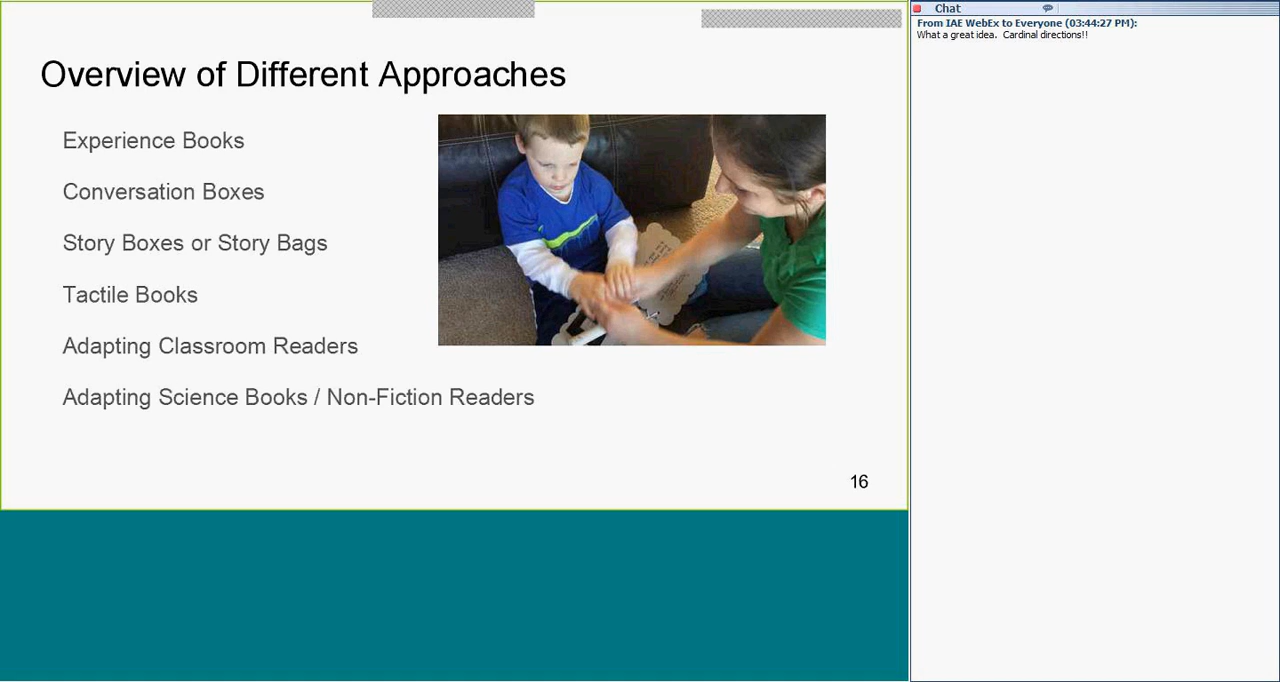 Overview of Different Approaches
Experience Books
Conversation Boxes
Story Boxes or Story Bags
Tactile Books
Adapting Classroom Readers
Adapting Science Books / Non-Fiction Readers
16
Chat
From IAE WebEx to Everyone (03:44:27 PM):
What a great idea.  Cardinal directions!!